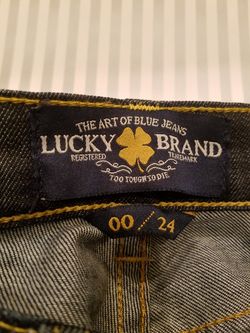 THE ART OF BLUE JEANS
LUCKY BRAND
REGISTERED TRADEMARK
TOO TOUGH TO DIE
00 / 24